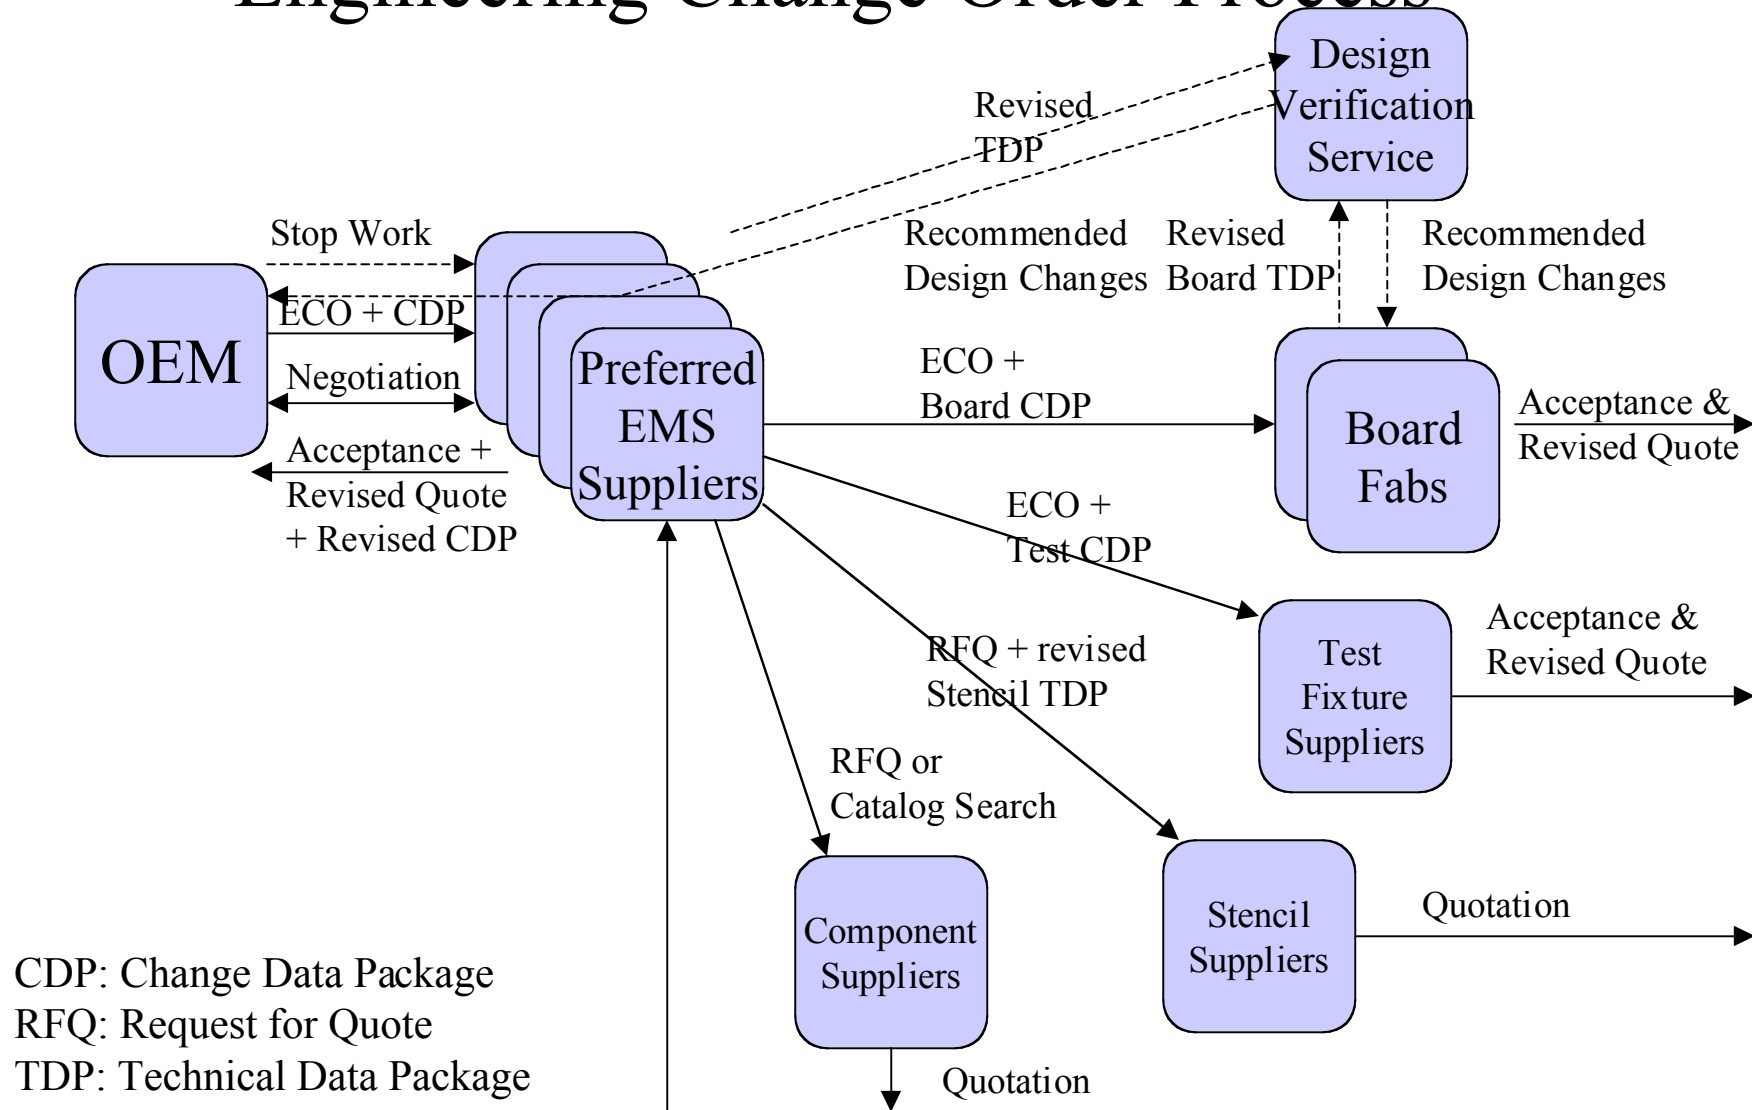 Engineering Change Order Process
Design
Verification
Service
Revised
TDP
Stop Work
Recommended
Design Changes
Revised
Board TDP
Recommended
Design Changes
ECO + CDP
OEM
Negotiation
Preferred
EMS
Suppliers
ECO +
Board CDP
Board
Fabs
Acceptance &
Revised Quote
Acceptance +
Revised Quote
+ Revised CDP
ECO +
Test CDP
Test
Fixture
Suppliers
Acceptance &
Revised Quote
RFQ + revised
Stencil TDP
RFQ or
Catalog Search
Component
Suppliers
Stencil
Suppliers
Quotation
CDP: Change Data Package
RFQ: Request for Quote
TDP: Technical Data Package
Quotation